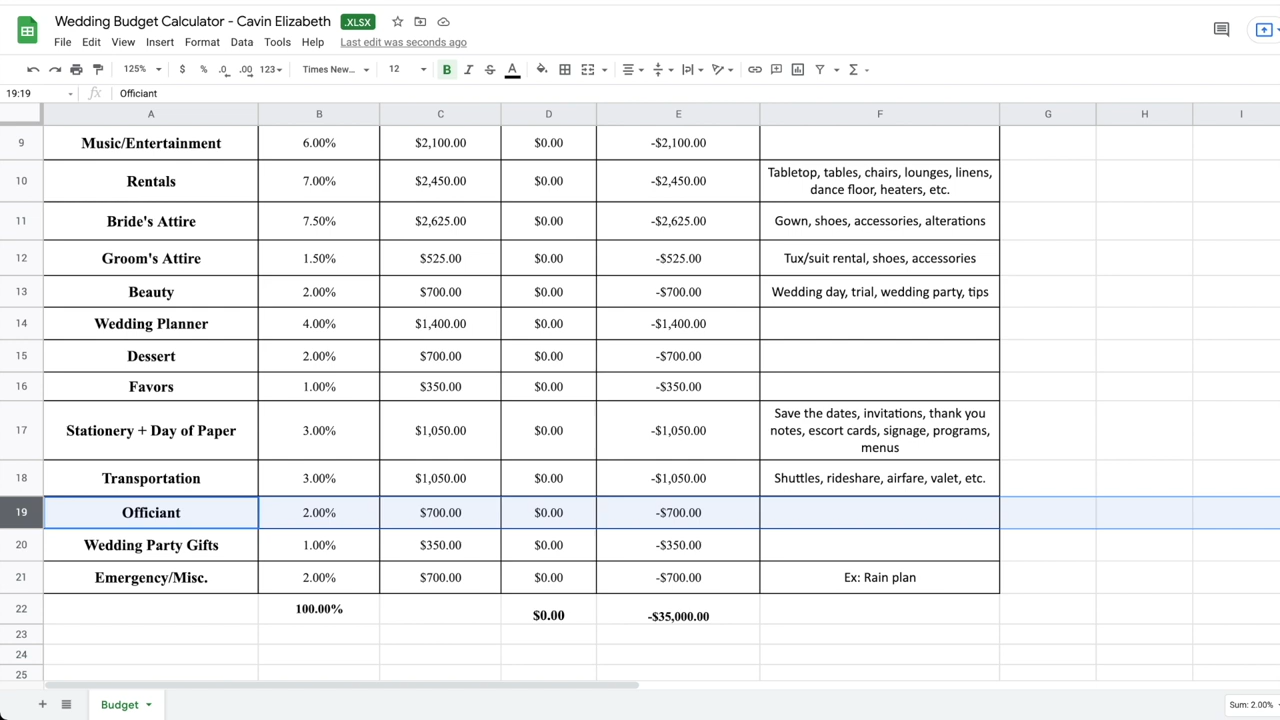 Wedding Budget Calculator - Cavin Elizabeth .XLSX
File Edit View Insert Format Data Tools Help Last edit was seconds ago
125% $ % .0 .00 123 Times New... 12 B I S A
19:19 fx Officiant
A B C D E F G H I
9 Music/Entertainment 6.00% $2,100.00 $0.00 -$2,100.00
10 Rentals 7.00% $2,450.00 $0.00 -$2,450.00 Tabletop, tables, chairs, lounges, linens,
dance floor, heaters, etc.
11 Bride's Attire 7.50% $2,625.00 $0.00 -$2,625.00 Gown, shoes, accessories, alterations
12 Groom's Attire 1.50% $525.00 $0.00 -$525.00 Tux/suit rental, shoes, accessories
13 Beauty 2.00% $700.00 $0.00 -$700.00 Wedding day, trial, wedding party, tips
14 Wedding Planner 4.00% $1,400.00 $0.00 -$1,400.00
15 Dessert 2.00% $700.00 $0.00 -$700.00
16 Favors 1.00% $350.00 $0.00 -$350.00
17 Stationery + Day of Paper 3.00% $1,050.00 $0.00 -$1,050.00 Save the dates, invitations, thank you
notes, escort cards, signage, programs,
menus
18 Transportation 3.00% $1,050.00 $0.00 -$1,050.00 Shuttles, rideshare, airfare, valet, etc.
19 Officiant 2.00% $700.00 $0.00 -$700.00
20 Wedding Party Gifts 1.00% $350.00 $0.00 -$350.00
21 Emergency/Misc. 2.00% $700.00 $0.00 -$700.00 Ex: Rain plan
22 100.00% $0.00 -$35,000.00
23
24
25
Budget
Sum: 2.00%